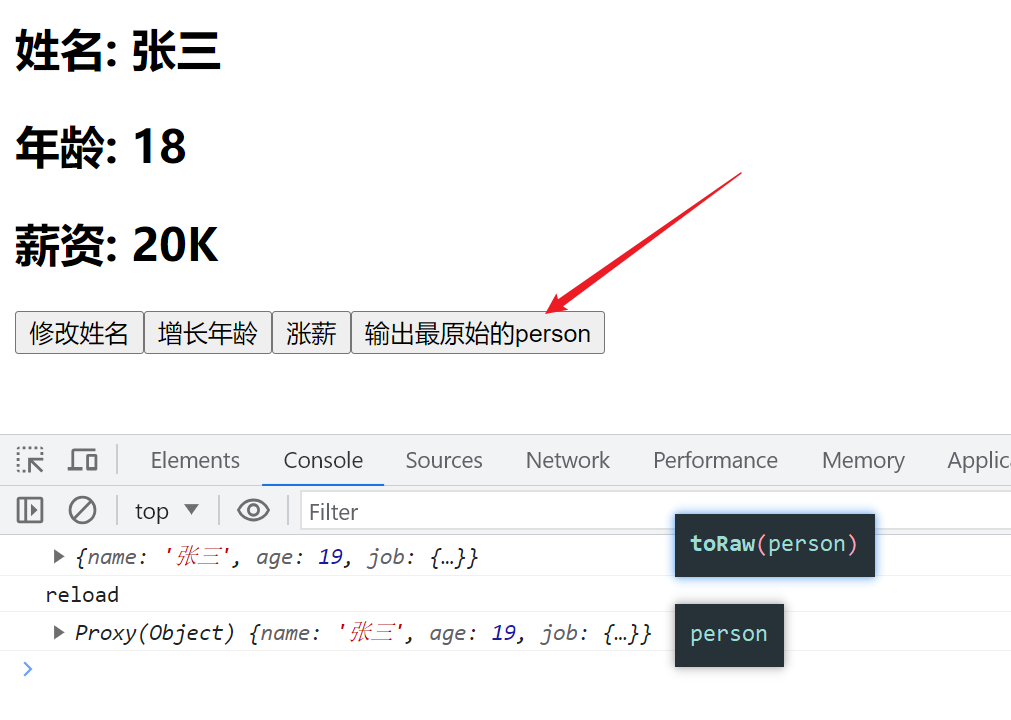 姓名: 张三
年龄: 18
薪资: 20K
修改姓名 增长年龄 涨薪 输出最原始的person
Elements Console Sources Network Performance Memory Applic
top Filter
{name: '张三', age: 19, job: {…}} toRaw(person)
reload
Proxy(Object) {name: '张三', age: 19, job: {…}} person